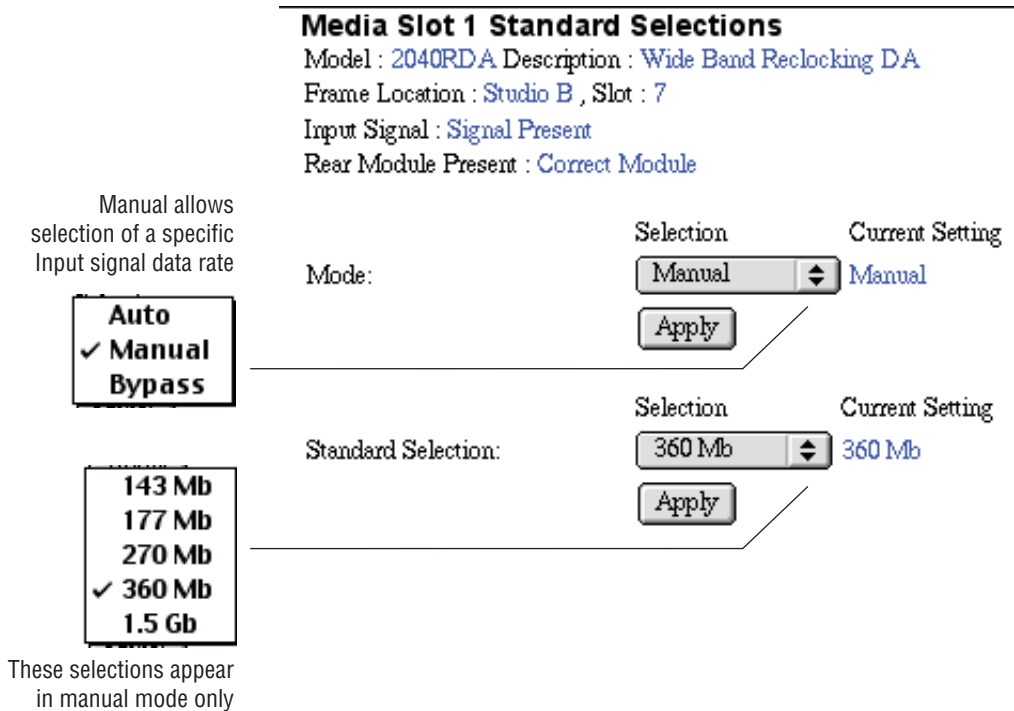 Media Slot 1 Standard Selections
Model : 2040RDA Description : Wide Band Reclocking DA
Frame Location : Studio B , Slot : 7
Input Signal : Signal Present
Rear Module Present : Correct Module
Manual allows
selection of a specific
Input signal data rate
Auto
✓ Manual
Bypass
Selection Current Setting
Mode: Manual Manual
Apply
Selection Current Setting
Standard Selection: 360 Mb 360 Mb
Apply
143 Mb
177 Mb
270 Mb
✓ 360 Mb
1.5 Gb
These selections appear
in manual mode only